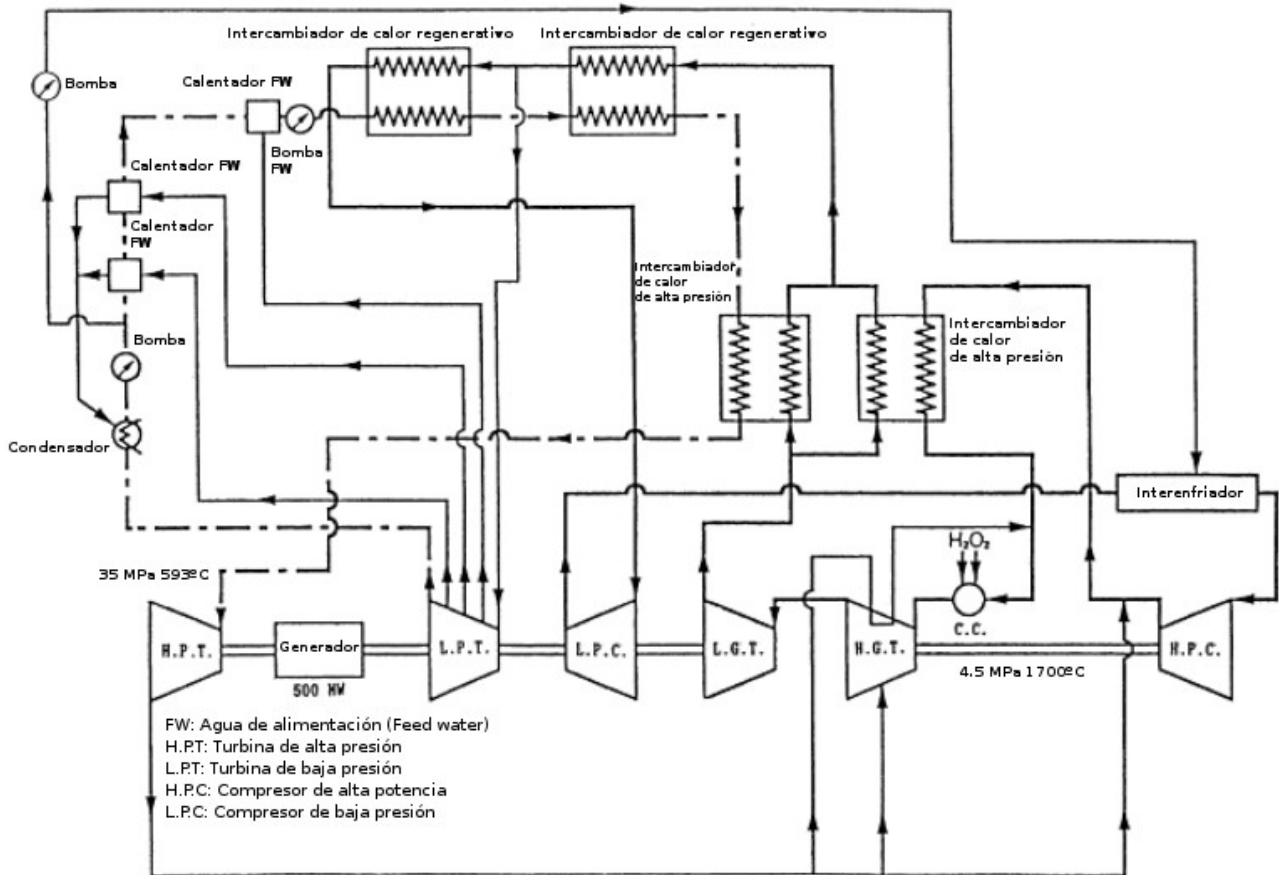 Intercambiador de calor regenerativo
Intercambiador de calor regenerativo
Bomba
Calentador FW
Bomba
FW
Calentador FW
Calentador
FW
Intercambiador
de calor
de alta presión
Intercambiador
de calor
de alta presión
Bomba
Condensador
Interenfriador
H₂O₂
35 MPa 593ºC
C.C.
H.P.T.
Generador
L.P.T.
L.P.C.
L.G.T.
H.G.T.
H.P.C.
4.5 MPa 1700ºC
500 MW
FW: Agua de alimentación (Feed water)
H.P.T: Turbina de alta presión
L.P.T: Turbina de baja presión
H.P.C: Compresor de alta potencia
L.P.C: Compresor de baja presión